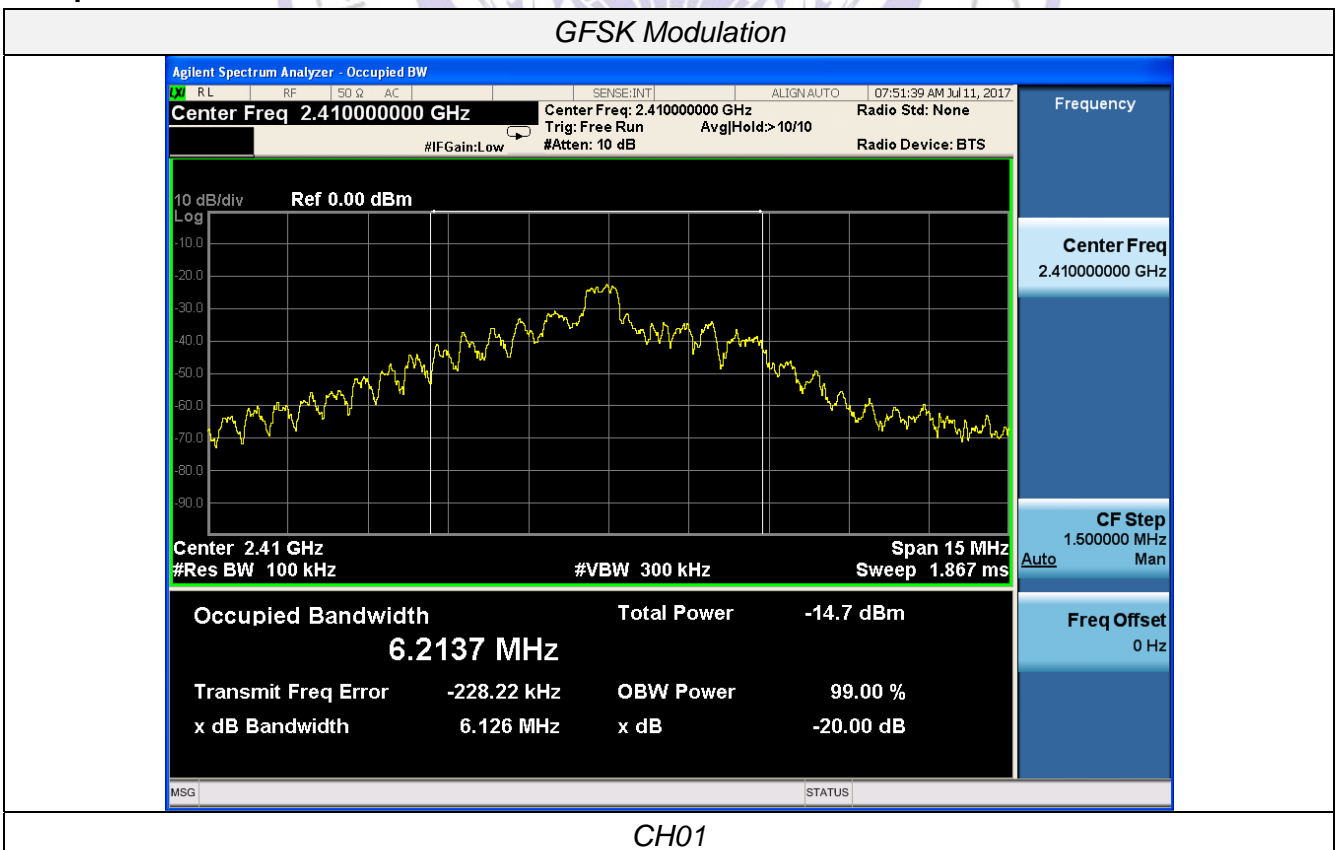 GFSK Modulation
Agilent Spectrum Analyzer - Occupied BW
LXI RL RF 50 Ω AC SENSE:INT ALIGNAUTO 07:51:39 AM Jul 11, 2017
Center Freq 2.410000000 GHz Center Freq: 2.410000000 GHz Radio Std: None Frequency
Trig: Free Run Avg|Hold:> 10/10
#IFGain:Low #Atten: 10 dB Radio Device: BTS
10 dB/div Ref 0.00 dBm
Log
-10.0
-20.0
-30.0
-40.0
-50.0
-60.0
-70.0
-80.0
-90.0
Center 2.41 GHz Span 15 MHz
#Res BW 100 kHz #VBW 300 kHz Sweep 1.867 ms
Center Freq
2.410000000 GHz
CF Step
1.500000 MHz
Auto Man
Freq Offset
0 Hz
Occupied Bandwidth Total Power -14.7 dBm
6.2137 MHz
Transmit Freq Error -228.22 kHz OBW Power 99.00 %
x dB Bandwidth 6.126 MHz x dB -20.00 dB
MSG STATUS
CH01